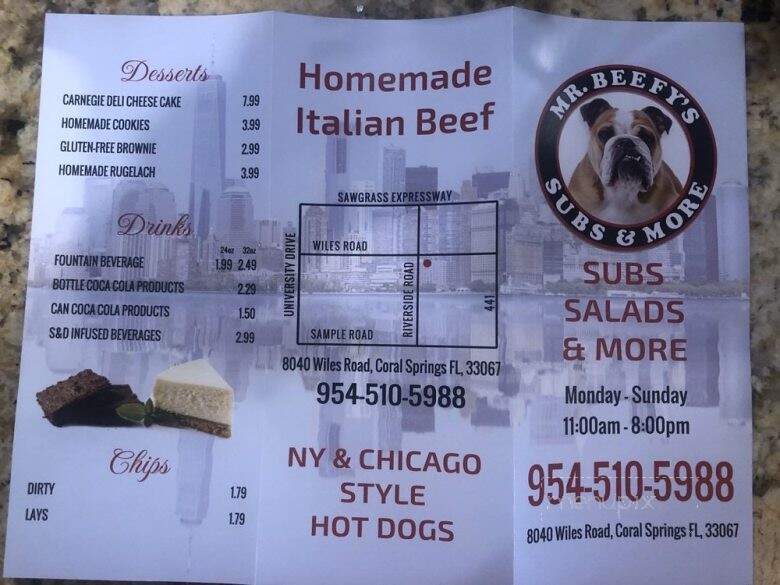 Desserts
CARNEGIE DELI CHEESE CAKE 7.99
HOMEMADE COOKIES 3.99
GLUTEN-FREE BROWNIE 2.99
HOMEMADE RUGELACH 3.99
Drinks
24oz 32oz
FOUNTAIN BEVERAGE 1.99 2.49
BOTTLE COCA COLA PRODUCTS 2.29
CAN COCA COLA PRODUCTS 1.50
S&D INFUSED BEVERAGES 2.99
Chips
DIRTY 1.79
LAYS 1.79
Homemade
Italian Beef
SAWGRASS EXPRESSWAY
UNIVERSITY DRIVE
WILES ROAD
RIVERSIDE ROAD
441
SAMPLE ROAD
8040 Wiles Road, Coral Springs FL, 33067
954-510-5988
NY & CHICAGO
STYLE
HOT DOGS
MR. BEEFY'S
SUBS & MORE
SUBS
SALADS
& MORE
Monday - Sunday
11:00am - 8:00pm
954-510-5988
menupix
8040 Wiles Road, Coral Springs FL, 33067